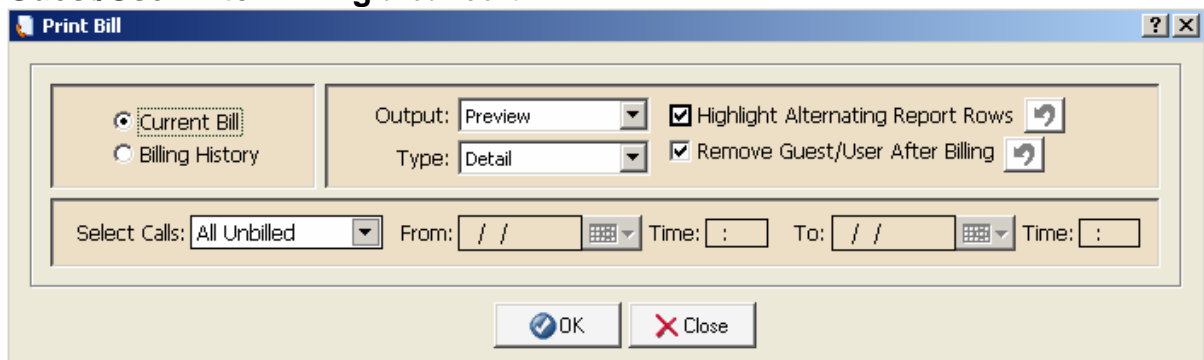 Print Bill
Current Bill
Billing History
Output: Preview
Type: Detail
Highlight Alternating Report Rows
Remove Guest/User After Billing
Select Calls: All Unbilled From: / / Time: : To: / / Time: :
OK Close